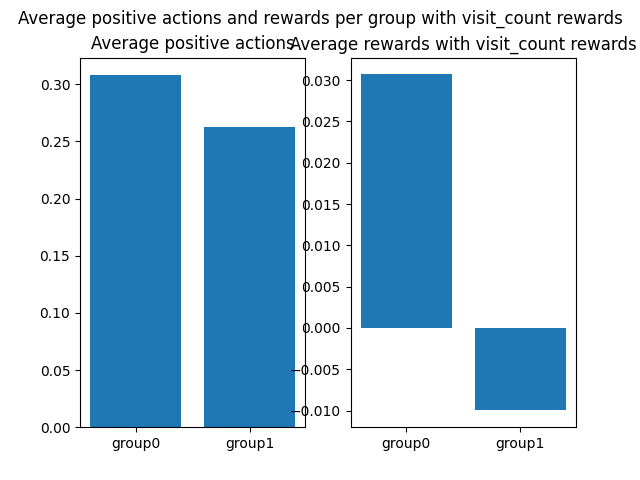 Average positive actions and rewards per group with visit_count rewards
Average positive actions
Average rewards with visit_count rewards
0.30
0.25
0.20
0.15
0.10
0.05
0.00
group0
group1
0.030
0.025
0.020
0.015
0.010
0.005
0.000
−0.005
−0.010
group0
group1